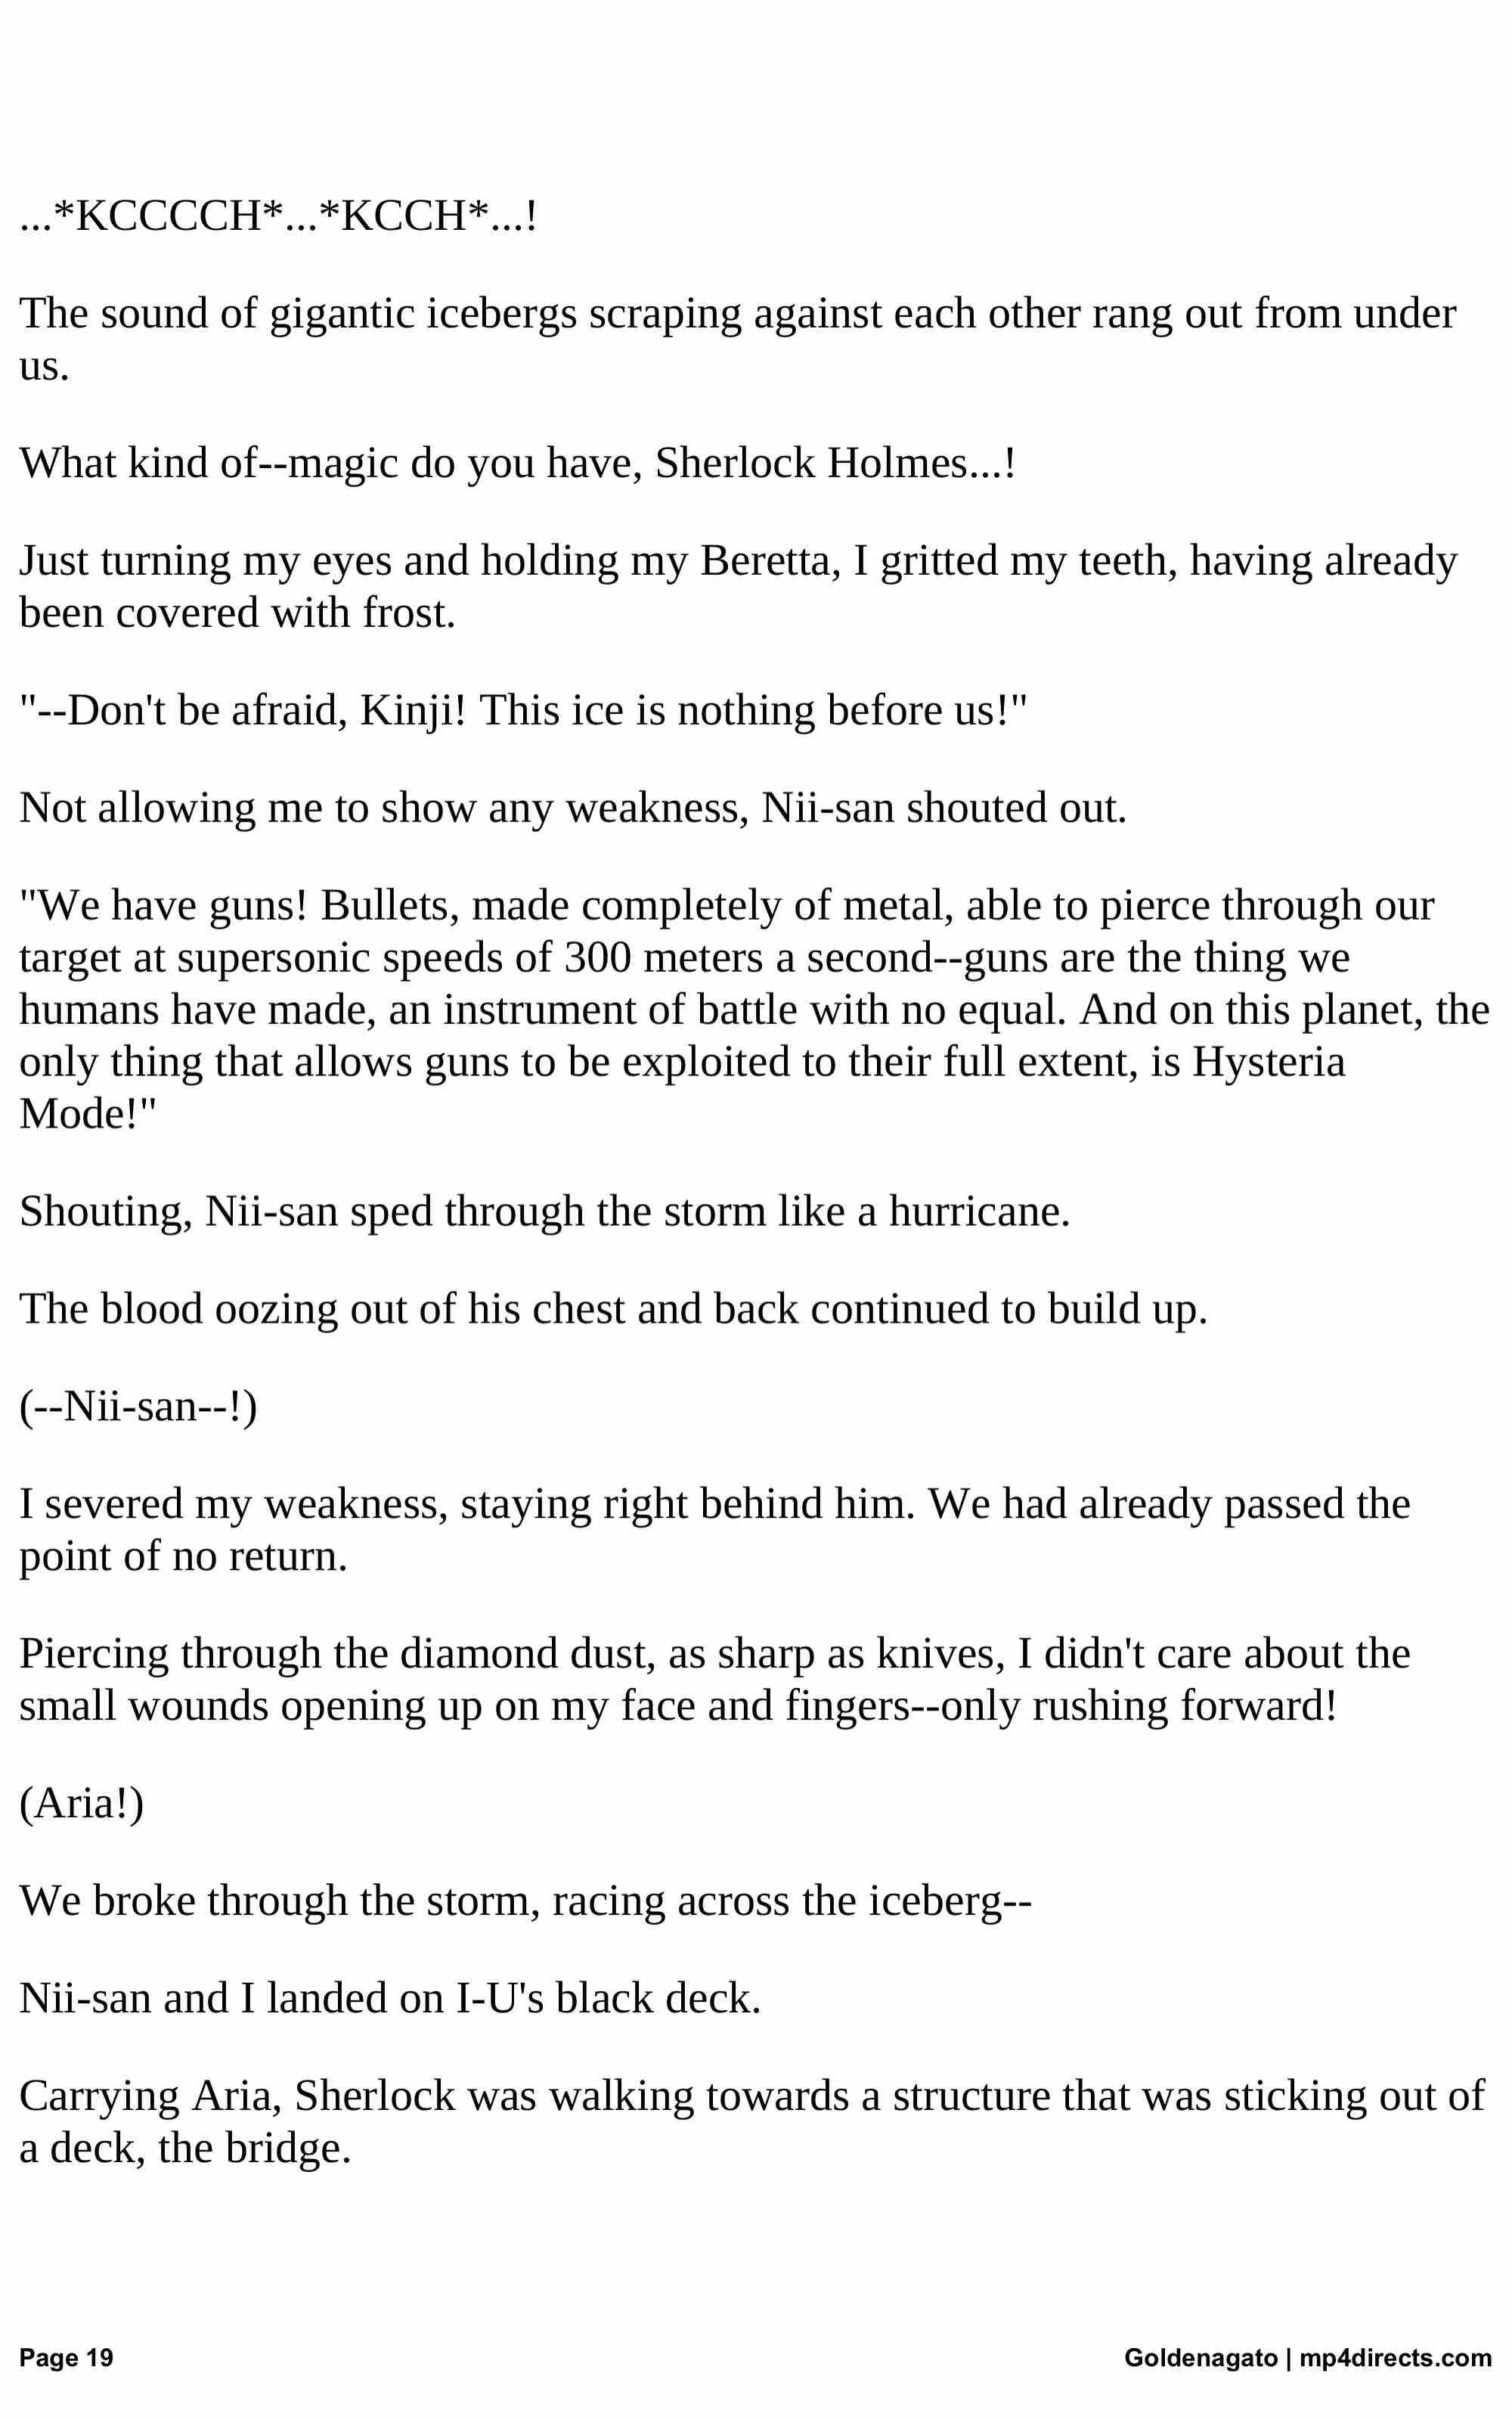 ...*KCCCCH*...*KCCH*...!
The sound of gigantic icebergs scraping against each other rang out from under
us.
What kind of--magic do you have, Sherlock Holmes...!
Just turning my eyes and holding my Beretta, I gritted my teeth, having already
been covered with frost.
"--Don't be afraid, Kinji! This ice is nothing before us!"
Not allowing me to show any weakness, Nii-san shouted out.
"We have guns! Bullets, made completely of metal, able to pierce through our
target at supersonic speeds of 300 meters a second--guns are the thing we
humans have made, an instrument of battle with no equal. And on this planet, the
only thing that allows guns to be exploited to their full extent, is Hysteria
Mode!"
Shouting, Nii-san sped through the storm like a hurricane.
The blood oozing out of his chest and back continued to build up.
(--Nii-san--!)
I severed my weakness, staying right behind him. We had already passed the
point of no return.
Piercing through the diamond dust, as sharp as knives, I didn't care about the
small wounds opening up on my face and fingers--only rushing forward!
(Aria!)
We broke through the storm, racing across the iceberg--
Nii-san and I landed on I-U's black deck.
Carrying Aria, Sherlock was walking towards a structure that was sticking out of
a deck, the bridge.
Page 19
Goldenagato | mp4directs.com